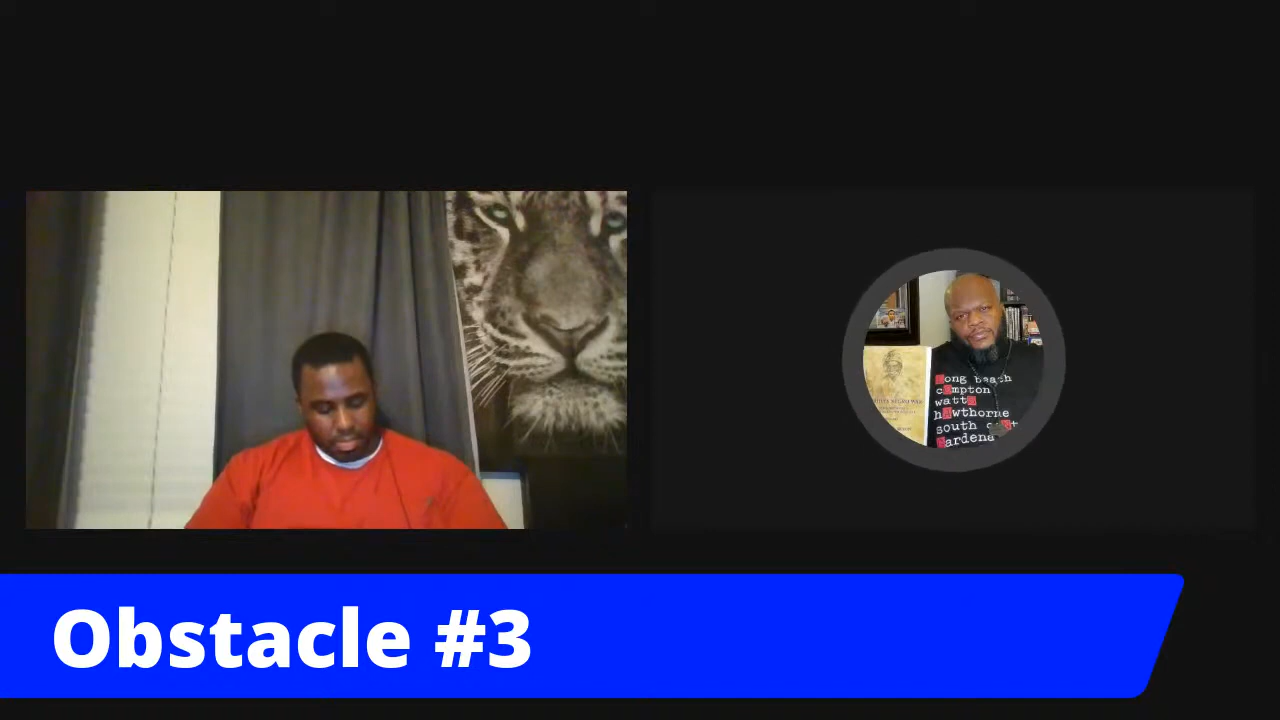 long beach
compton
watts
hawthorne
south
gardena
Obstacle #3